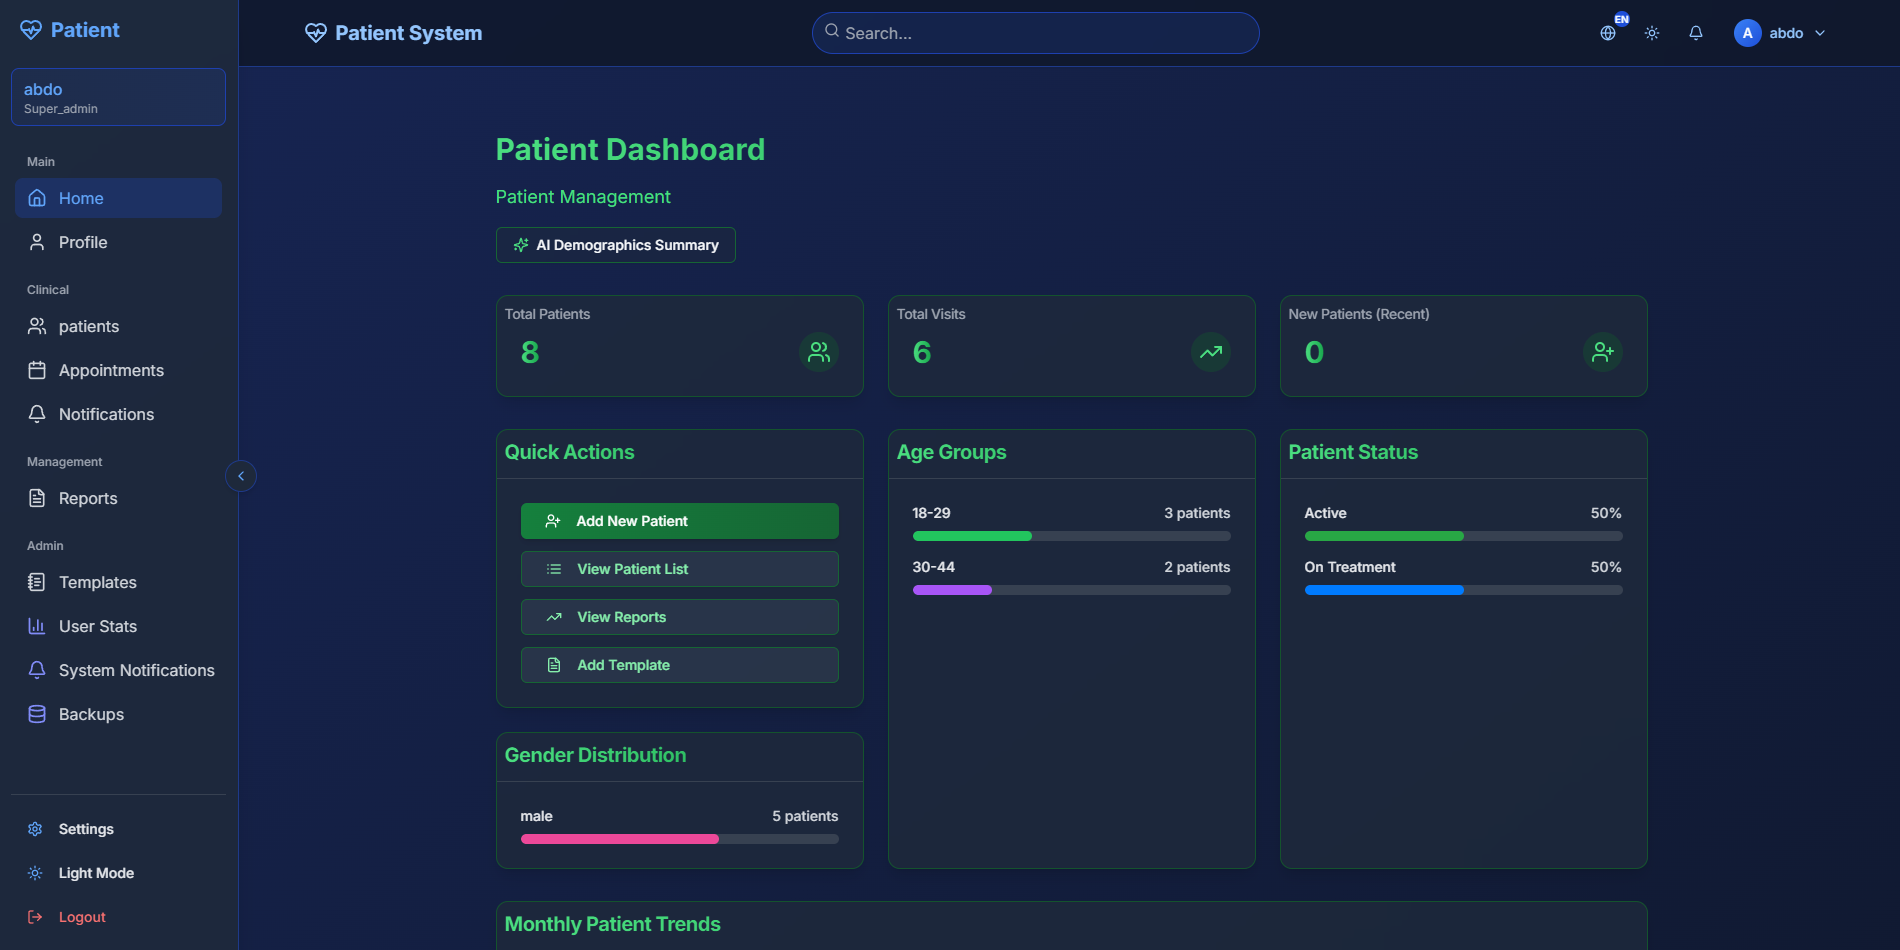 Patient
abdo
Super_admin
Main
Home
Profile
Clinical
patients
Appointments
Notifications
Management
Reports
Admin
Templates
User Stats
System Notifications
Backups
Settings
Light Mode
Logout
Patient System
Search...
EN
A abdo
Patient Dashboard
Patient Management
AI Demographics Summary
Total Patients
8
Total Visits
6
New Patients (Recent)
0
Quick Actions
Add New Patient
View Patient List
View Reports
Add Template
Age Groups
18-29 3 patients
30-44 2 patients
Patient Status
Active 50%
On Treatment 50%
Gender Distribution
male 5 patients
Monthly Patient Trends